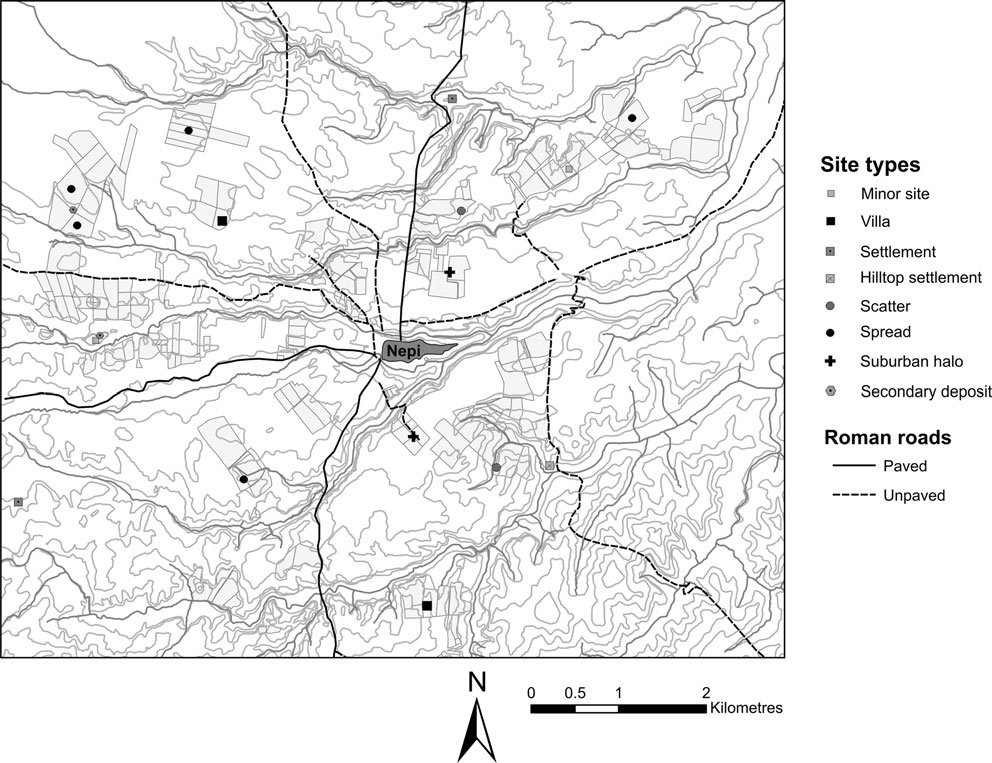 Nepi
Site types
Minor site
Villa
Settlement
Hilltop settlement
Scatter
Spread
Suburban halo
Secondary deposit
Roman roads
Paved
Unpaved
N
0 0.5 1 2
Kilometres